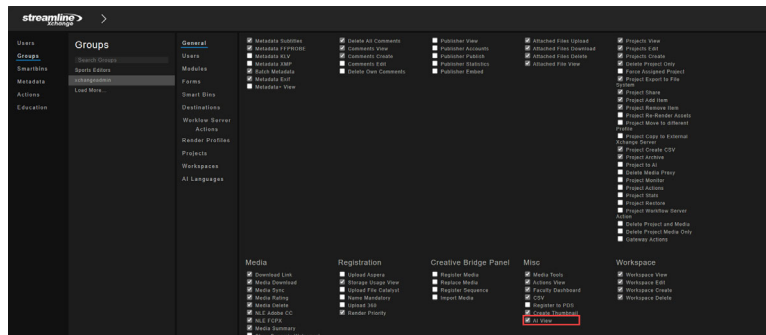 streamline
Xchange
Users
Groups
Smartbins
Metadata
Actions
Education
Groups
Search Groups
Sports Editors
xchangeadmin
Load More...
General
Users
Modules
Forms
Smart Bins
Destinations
Worklow Server
Actions
Render Profiles
Projects
Workspaces
AI Languages
Metadata Subtitles
Metadata FFPROBE
Metadata KLV
Metadata XMP
Batch Metadata
Metadata Exif
Metadata+ View
Delete All Comments
Comments View
Comments Create
Comments Edit
Delete Own Comments
Publisher View
Publisher Accounts
Publisher Publish
Publisher Statistics
Publisher Embed
Attached Files Upload
Attached Files Download
Attached Files Delete
Attached File View
Projects View
Projects Edit
Projects Create
Delete Project Only
Force Assigned Project
Project Export to File
System
Project Share
Project Add Item
Project Remove Item
Project Re-Render Assets
Project Move to different
Profile
Project Copy to External
Xchange Server
Project Create CSV
Project Archive
Project to AI
Delete Media Proxy
Project Monitor
Project Actions
Project Stats
Project Restore
Project Workflow Server
Action
Delete Project and Media
Delete Project Media Only
Gateway Actions
Media
Download Link
Media Download
Media Sync
Media Rating
Media Delete
NLE Adobe CC
NLE FCPX
Media Summary
Registration
Upload Aspera
Storage Usage View
Upload File Catalyst
Name Mandatory
Upload 360
Render Priority
Creative Bridge Panel
Register Media
Replace Media
Register Sequence
Import Media
Misc
Media Tools
Actions View
Faculty Dashboard
CSV
Register to PDS
Create Thumbnail
AI View
Workspace
Workspace View
Workspace Edit
Workspace Create
Workspace Delete